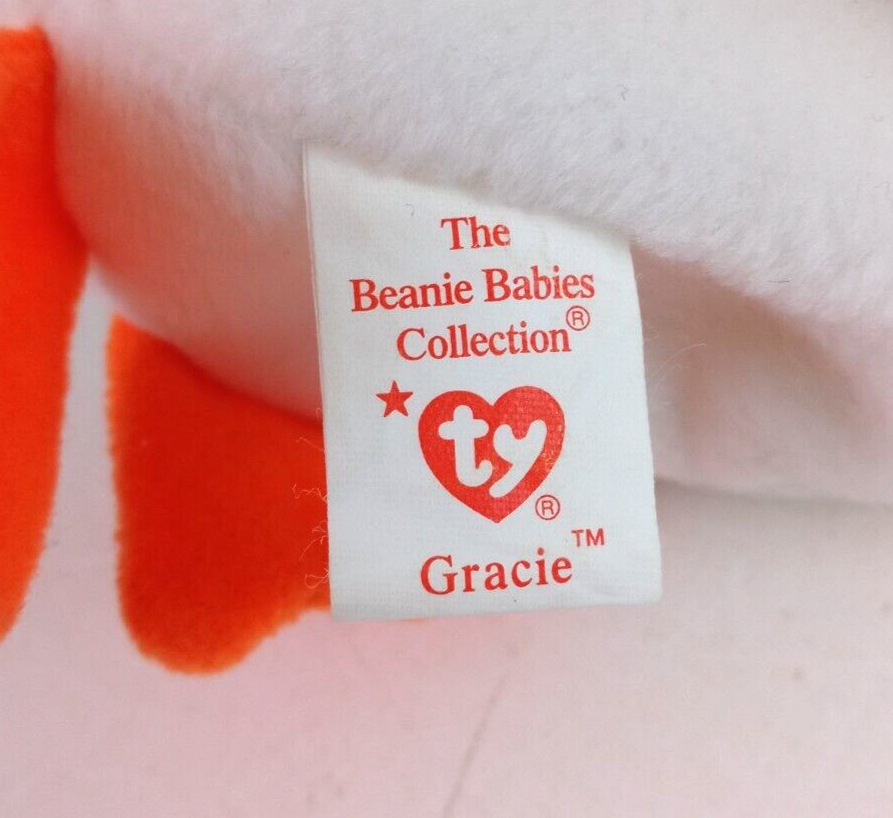 The
Beanie Babies
Collection®
★ ty®
Gracie™